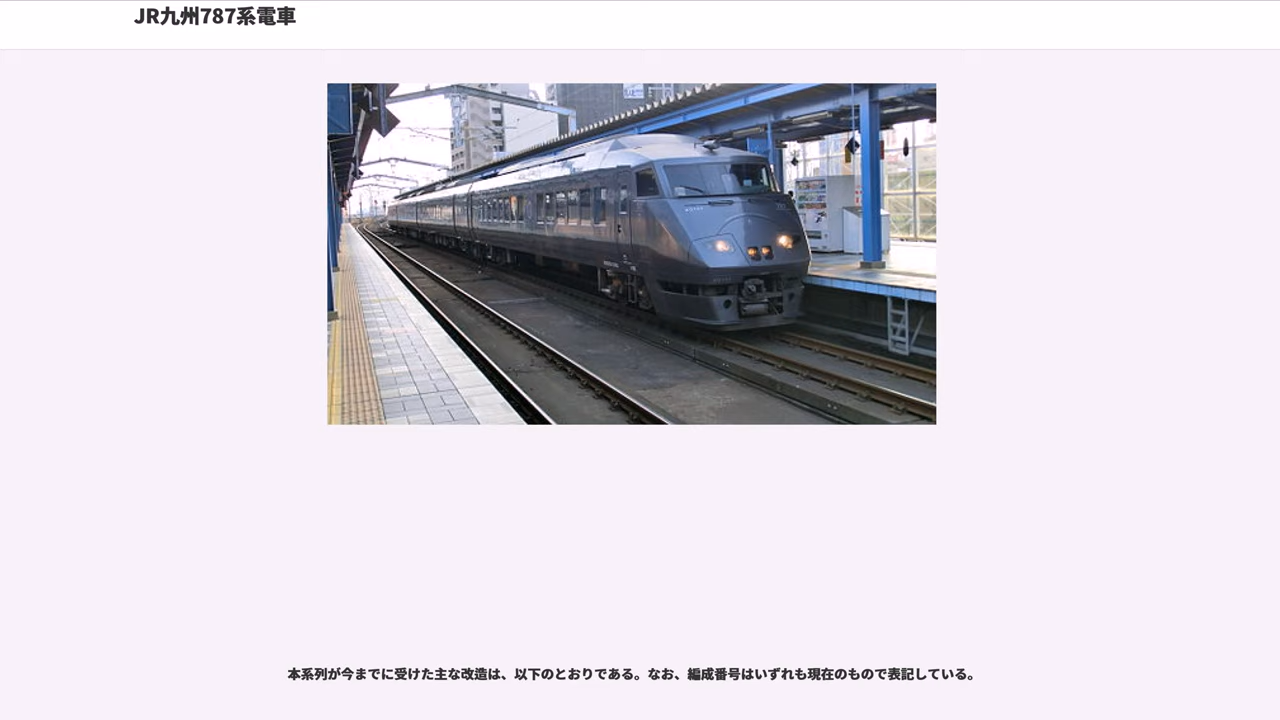 JR九州787系電車
本系列が今までに受けた主な改造は、以下のとおりである。なお、編成番号はいずれも現在のもので表記している。